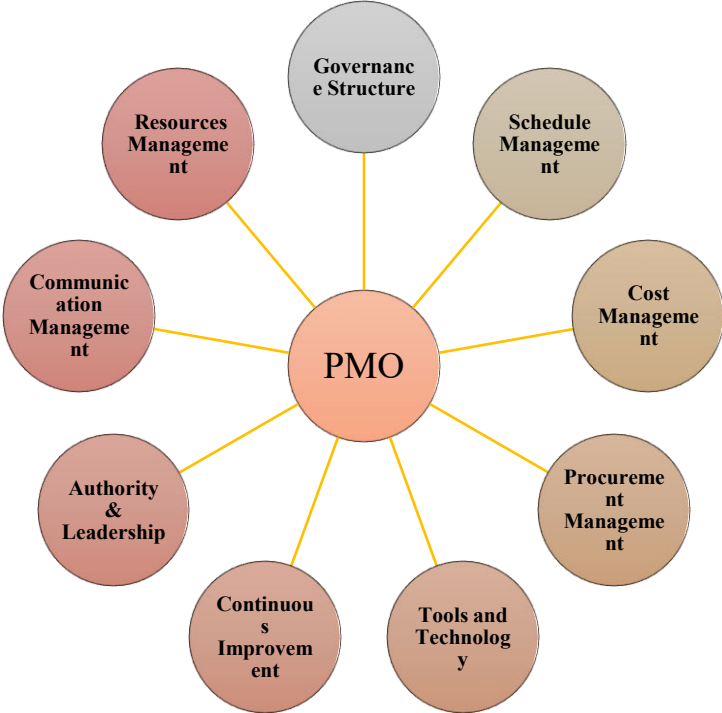 Governanc
e Structure
Schedule
Manageme
nt
Cost
Manageme
nt
Procureme
nt
Manageme
nt
Tools and
Technolog
y
Continuou
s
Improvem
ent
Authority
&
Leadership
Communic
ation
Manageme
nt
Resources
Manageme
nt
PMO